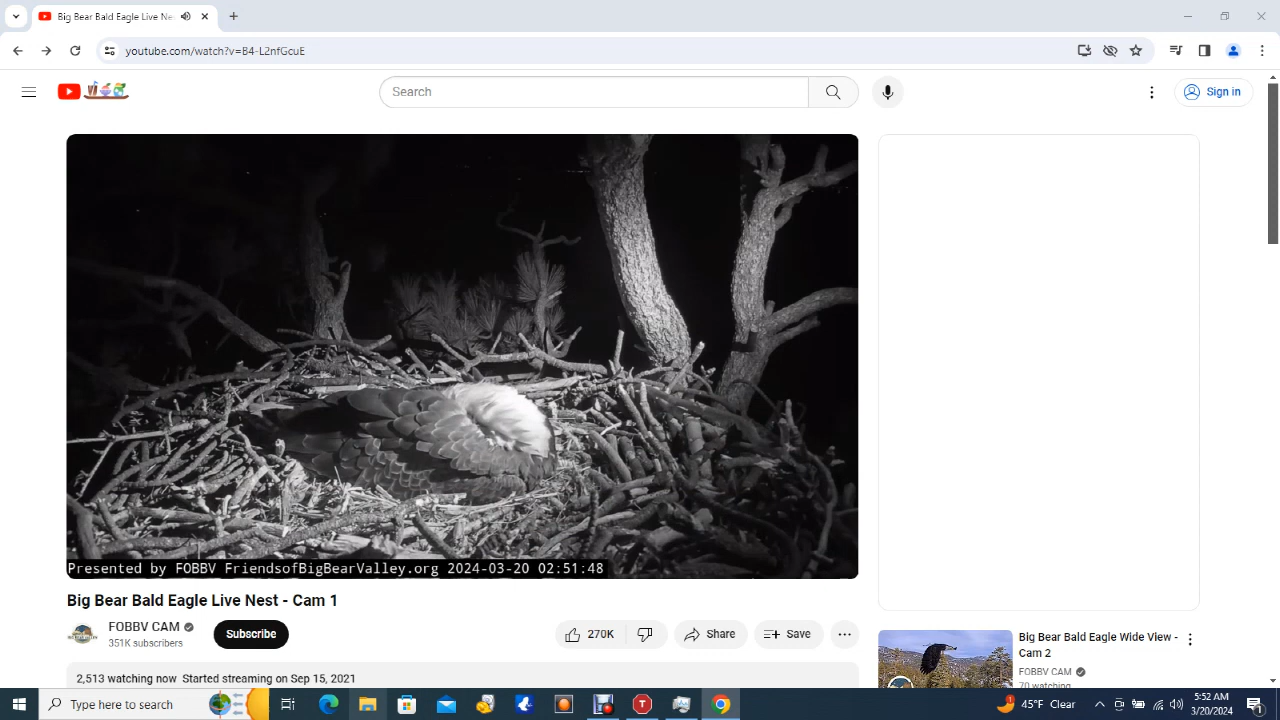 Big Bear Bald Eagle Live Ne
youtube.com/watch?v=B4-L2nfGcuE
Search
Sign in
Presented by FOBBV FriendsofBigBearValley.org 2024-03-20 02:51:48
Big Bear Bald Eagle Live Nest - Cam 1
FOBBV CAM
351K subscribers
Subscribe
270K
Share
Save
2,513 watching now Started streaming on Sep 15, 2021
Big Bear Bald Eagle Wide View - Cam 2
FOBBV CAM
70 watching
Type here to search
T
45°F Clear
5:52 AM
3/20/2024
1